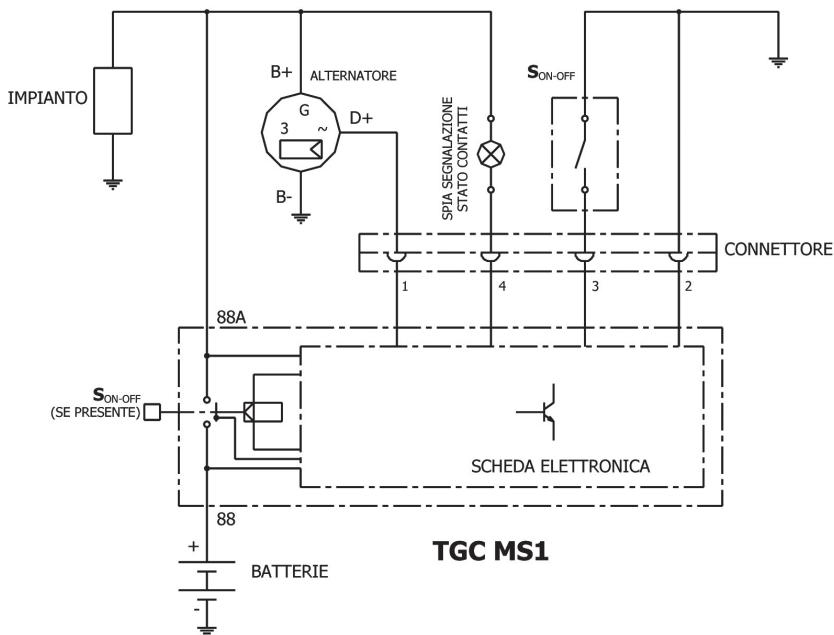 IMPIANTO
B+
ALTERNATORE
G
3 ~
D+
B-
SPIA SEGNALAZIONE
STATO CONTATTI
SON-OFF
CONNETTORE
1
4
3
2
88A
SON-OFF
(SE PRESENTE)
SCHEDA ELETTRONICA
88
+
BATTERIE
-
TGC MS1